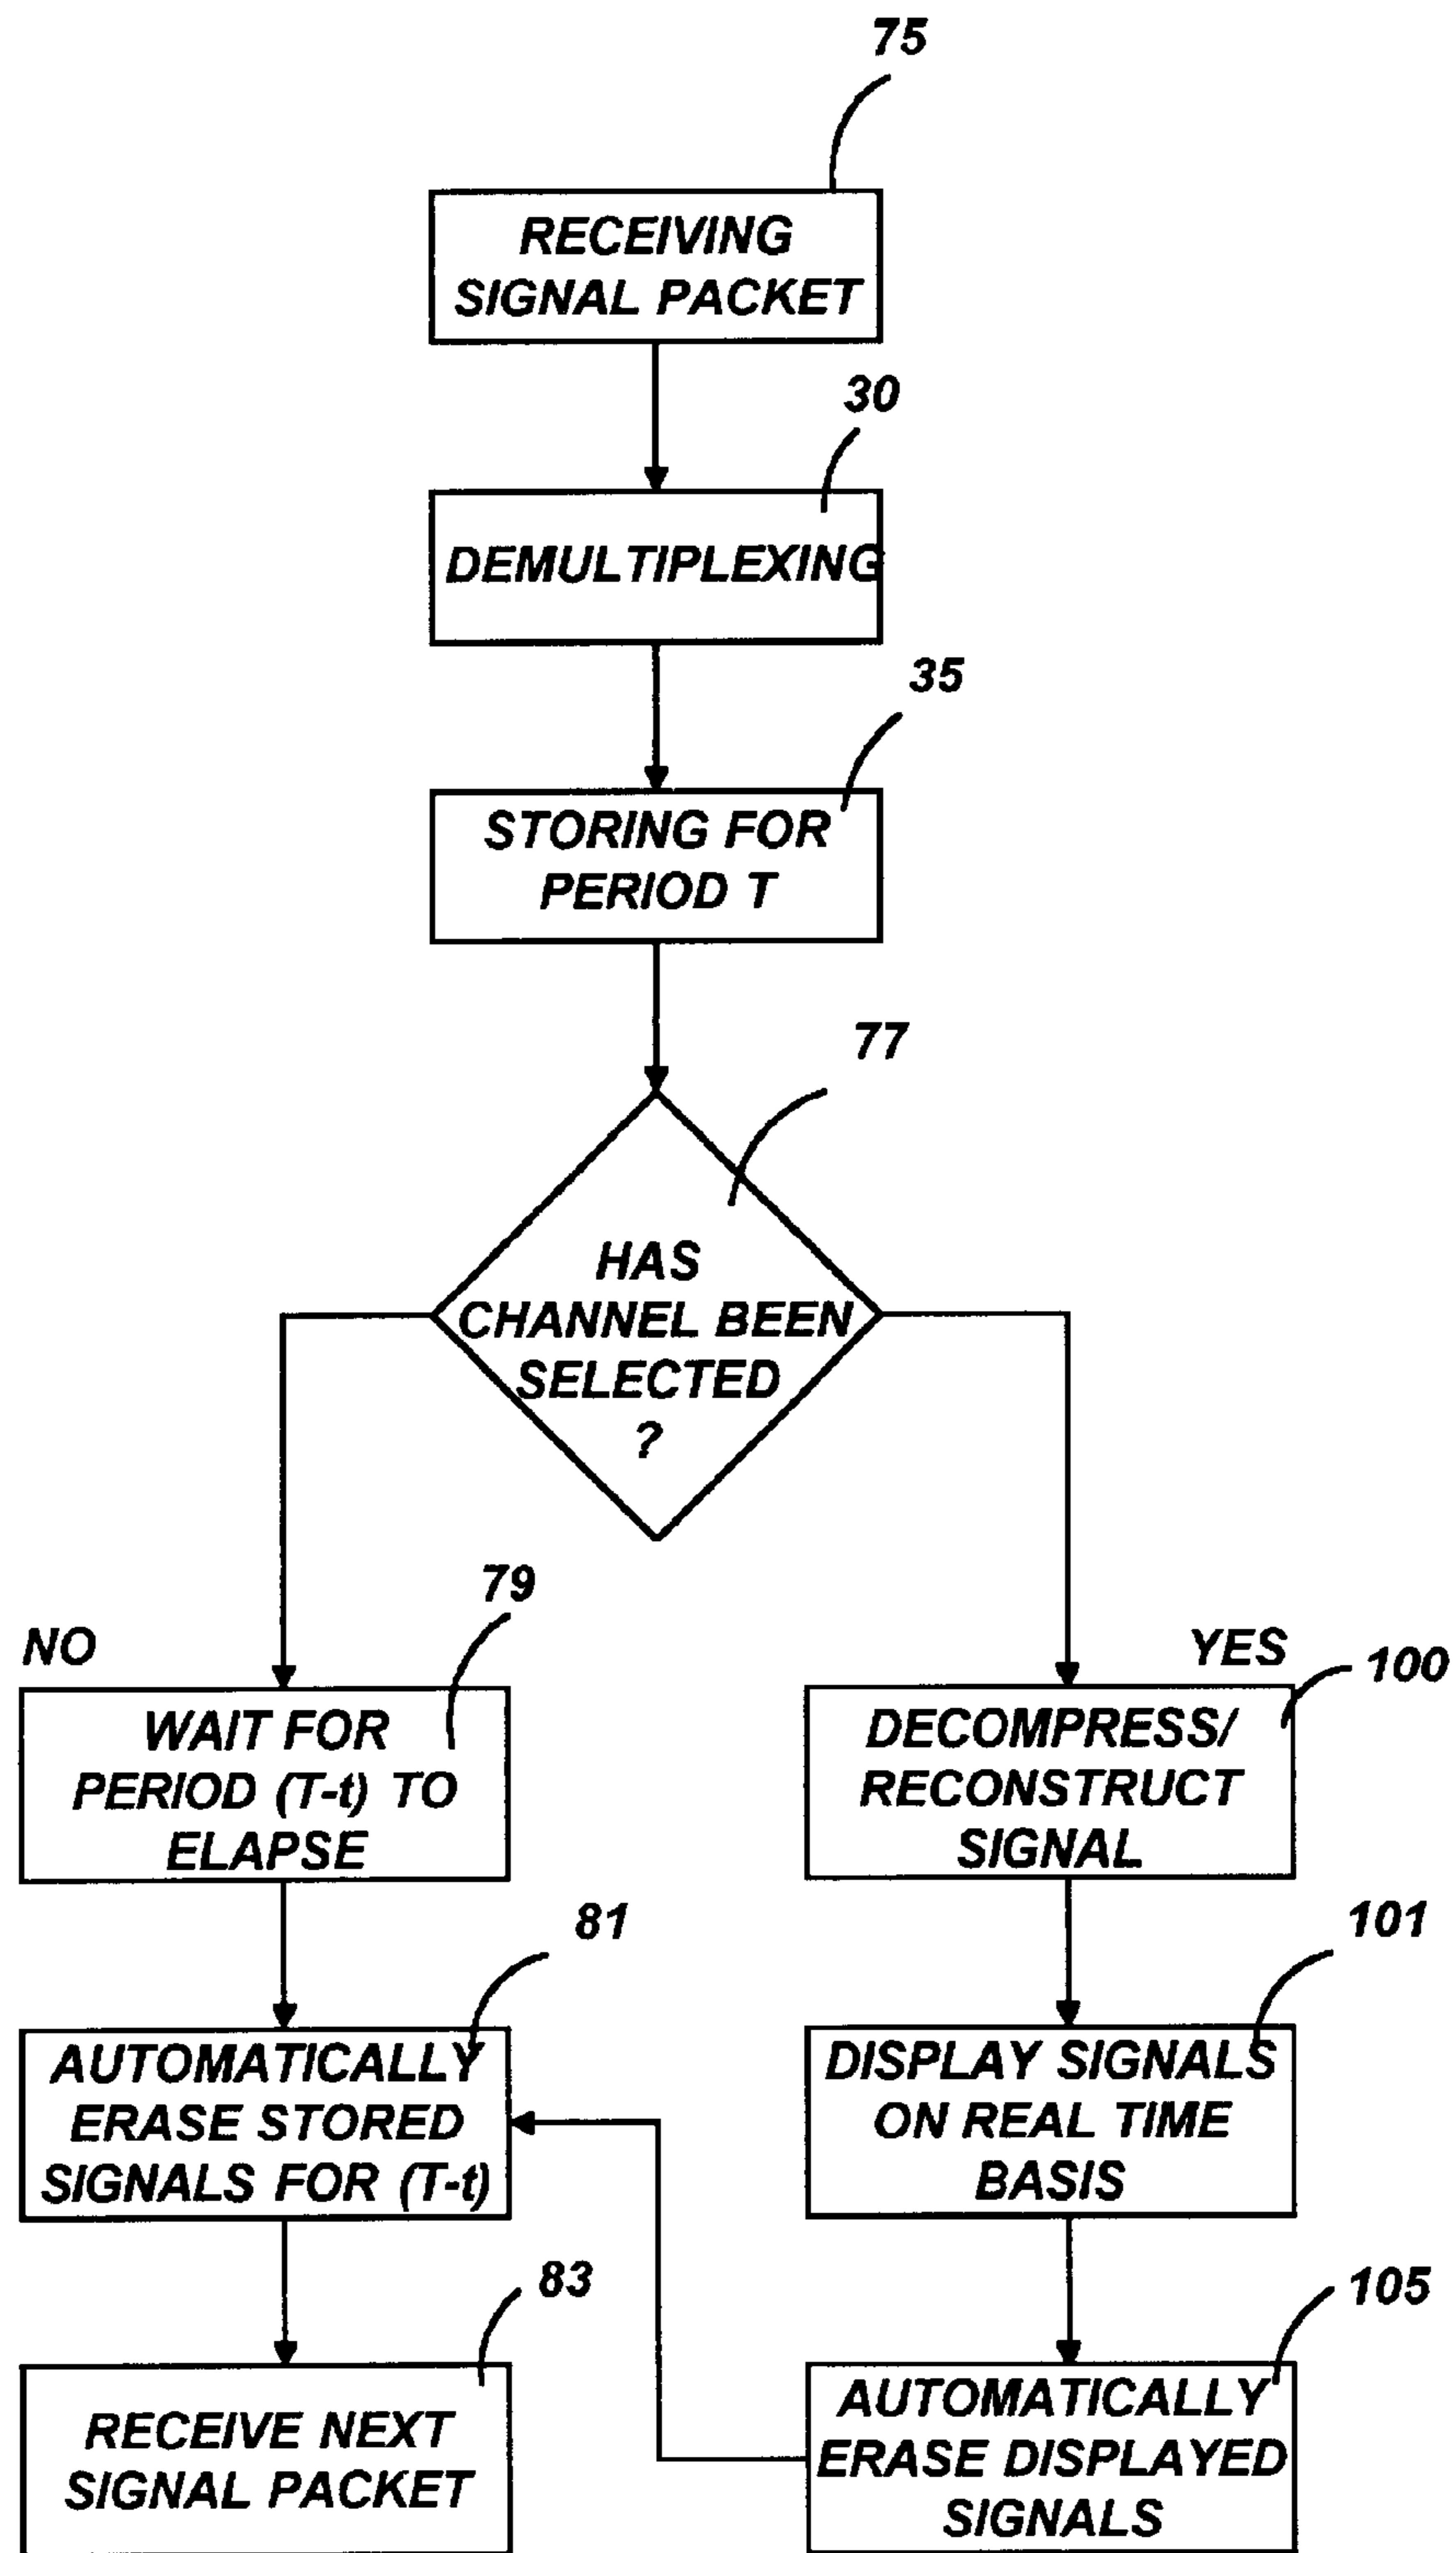 75
RECEIVING
SIGNAL PACKET
30
DEMULTIPLEXING
35
STORING FOR
PERIOD T
77
HAS
CHANNEL BEEN
SELECTED
?
NO
79
WAIT FOR
PERIOD (T-t) TO
ELAPSE
YES
100
DECOMPRESS/
RECONSTRUCT
SIGNAL
81
AUTOMATICALLY
ERASE STORED
SIGNALS FOR (T-t)
101
DISPLAY SIGNALS
ON REAL TIME
BASIS
83
RECEIVE NEXT
SIGNAL PACKET
105
AUTOMATICALLY
ERASE DISPLAYED
SIGNALS